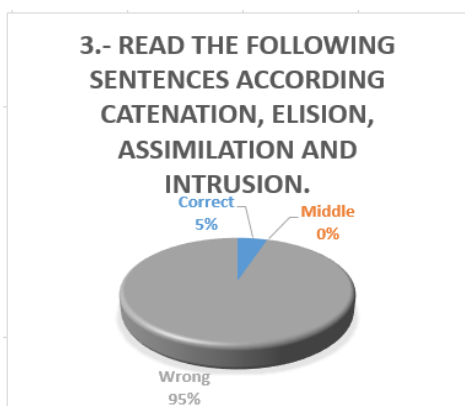 3.- READ THE FOLLOWING
SENTENCES ACCORDING
CATENATION, ELISION,
ASSIMILATION AND
INTRUSION.
Correct
5%
Middle
0%
Wrong
95%